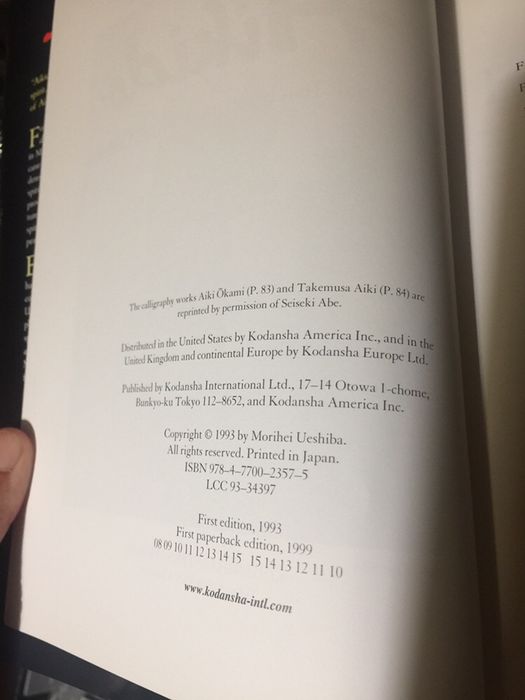 The calligraphy works Aiki Ōkami (P. 83) and Takemusa Aiki (P. 84) are
reprinted by permission of Seiseki Abe.
Distributed in the United States by Kodansha America Inc., and in the
United Kingdom and continental Europe by Kodansha Europe Ltd.
Published by Kodansha International Ltd., 17–14 Otowa 1-chome,
Bunkyo-ku Tokyo 112–8652, and Kodansha America Inc.
Copyright © 1993 by Morihei Ueshiba.
All rights reserved. Printed in Japan.
ISBN 978–4–7700–2357–5
LCC 93–34397
First edition, 1993
First paperback edition, 1999
08 09 10 11 12 13 14 15 15 14 13 12 11 10
www.kodansha-intl.com